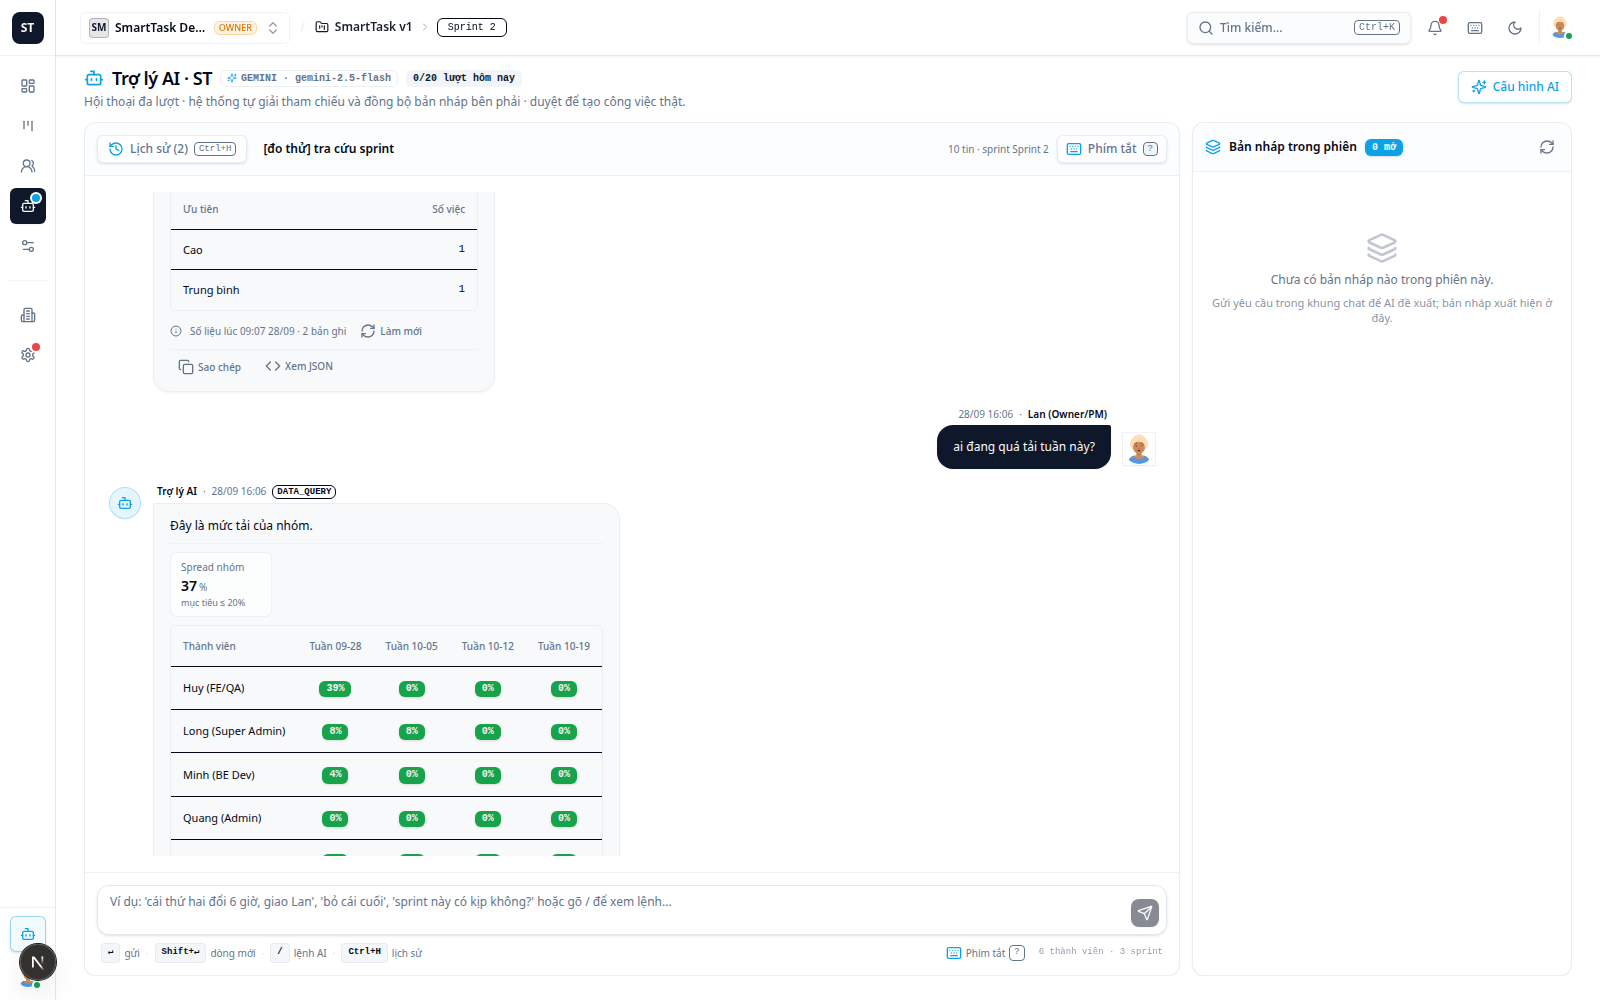 ST
SM SmartTask De... OWNER / SmartTask v1 Sprint 2
Tìm kiếm... Ctrl+K
Trợ lý AI · ST GEMINI · gemini-2.5-flash 0/20 lượt hôm nay
Hội thoại đa lượt · hệ thống tự giải tham chiếu và đồng bộ bản nháp bên phải · duyệt để tạo công việc thật.
Cấu hình AI
Lịch sử (2) Ctrl+H [đo thử] tra cứu sprint
10 tin · sprint Sprint 2 Phím tắt ?
Ưu tiên Số việc
Cao 1
Trung bình 1
Số liệu lúc 09:07 28/09 · 2 bản ghi Làm mới
Sao chép Xem JSON
28/09 16:06 · Lan (Owner/PM)
ai đang quá tải tuần này?
Trợ lý AI · 28/09 16:06 DATA_QUERY
Đây là mức tải của nhóm.
Spread nhóm
37 %
mục tiêu ≤ 20%
Thành viên Tuần 09-28 Tuần 10-05 Tuần 10-12 Tuần 10-19
Huy (FE/QA) 39% 0% 0% 0%
Long (Super Admin) 8% 8% 0% 0%
Minh (BE Dev) 4% 0% 0% 0%
Quang (Admin) 0% 0% 0% 0%
Ví dụ: 'cái thứ hai đổi 6 giờ, giao Lan', 'bỏ cái cuối', 'sprint này có kịp không?' hoặc gõ / để xem lệnh...
↵ gửi · Shift+↵ dòng mới · / lệnh AI · Ctrl+H lịch sử
Phím tắt ? 6 thành viên · 3 sprint
Bản nháp trong phiên 0 mở
Chưa có bản nháp nào trong phiên này.
Gửi yêu cầu trong khung chat để AI đề xuất; bản nháp xuất hiện ở
đây.
N